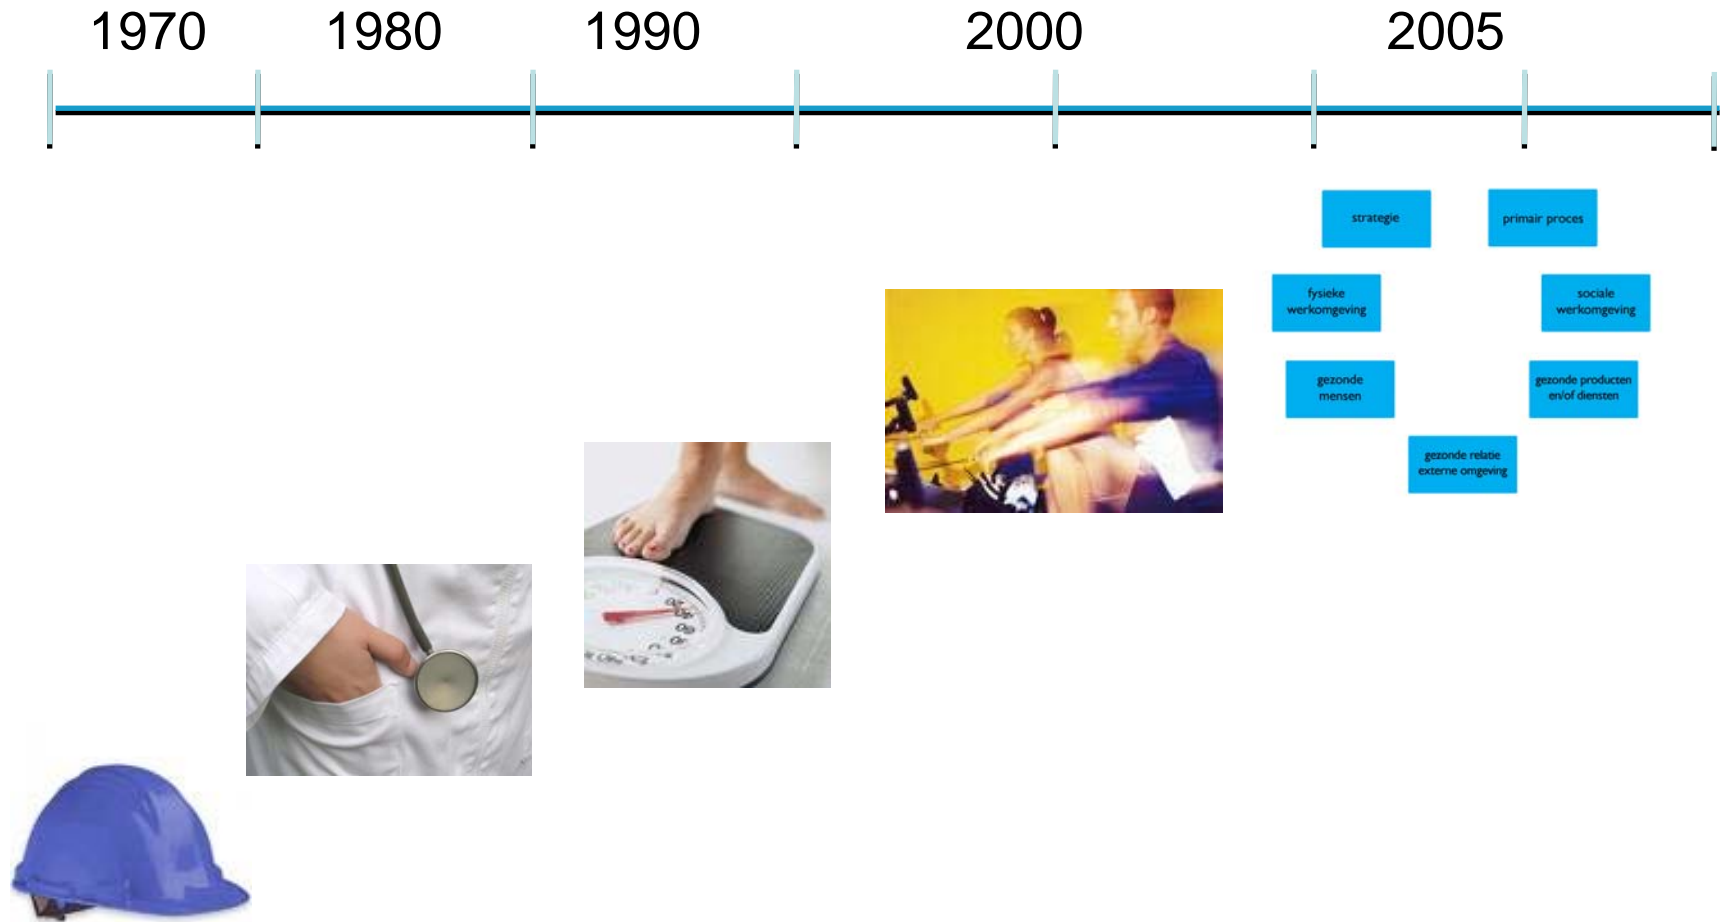 1970 1980 1990 2000 2005
strategie
primair proces
fysieke
werkomgeving
sociale
werkomgeving
gezonde
mensen
gezonde producten
en/of diensten
gezonde relatie
externe omgeving